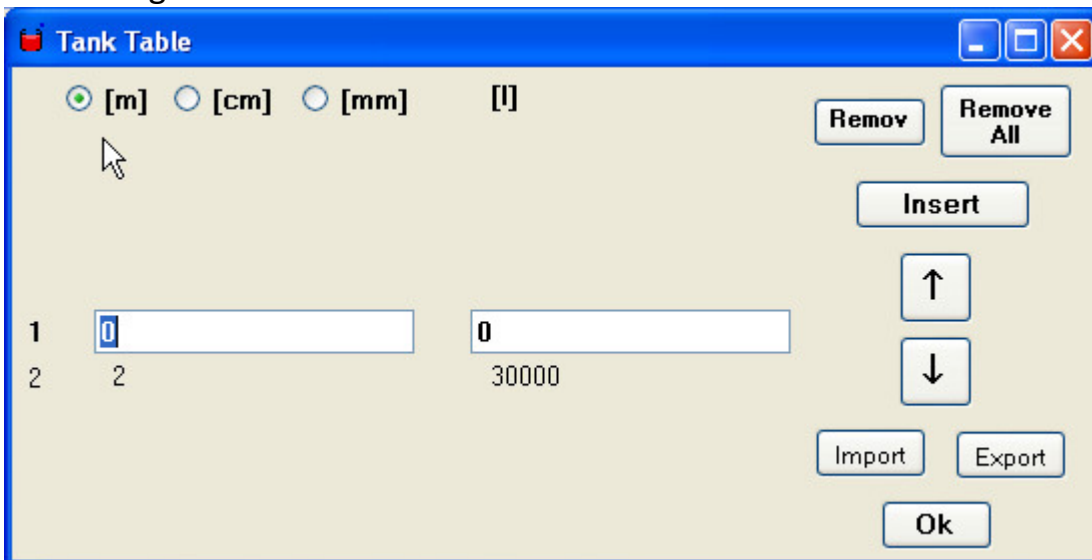 Tank Table
[m] [cm] [mm] [l]
Remov
Remove
All
Insert
↑
1 0 0
↓
2 2 30000
Import Export
Ok